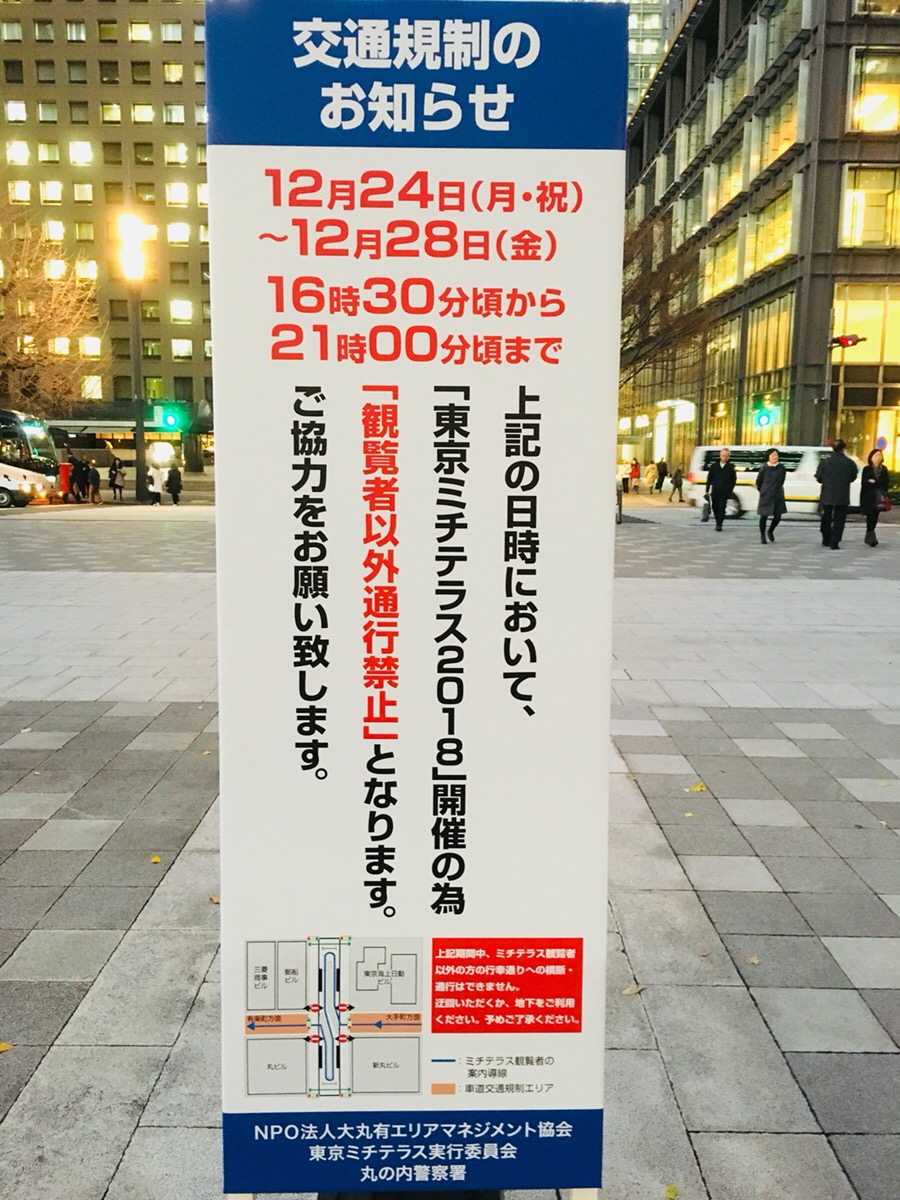 交通規制の
お知らせ
12月24日(月・祝)
～12月28日(金)
16時30分頃から
21時00分頃まで
上記の日時において、
「東京ミチテラス2018」開催の為
「観覧者以外通行禁止」となります。
ご協力をお願い致します。
三菱
商事
ビル
郵船
ビル
東京海上日動
ビル
有楽町方面
大手町方面
丸ビル
新丸ビル
上記期間中、ミチテラス観覧者
以外の方の行幸通りへの横断・
通行はできません。
迂回いただくか、地下をご利用
ください。予めご了承ください。
：ミチテラス観覧者の
案内導線
：車道交通規制エリア
NPO法人大丸有エリアマネジメント協会
東京ミチテラス実行委員会
丸の内警察署